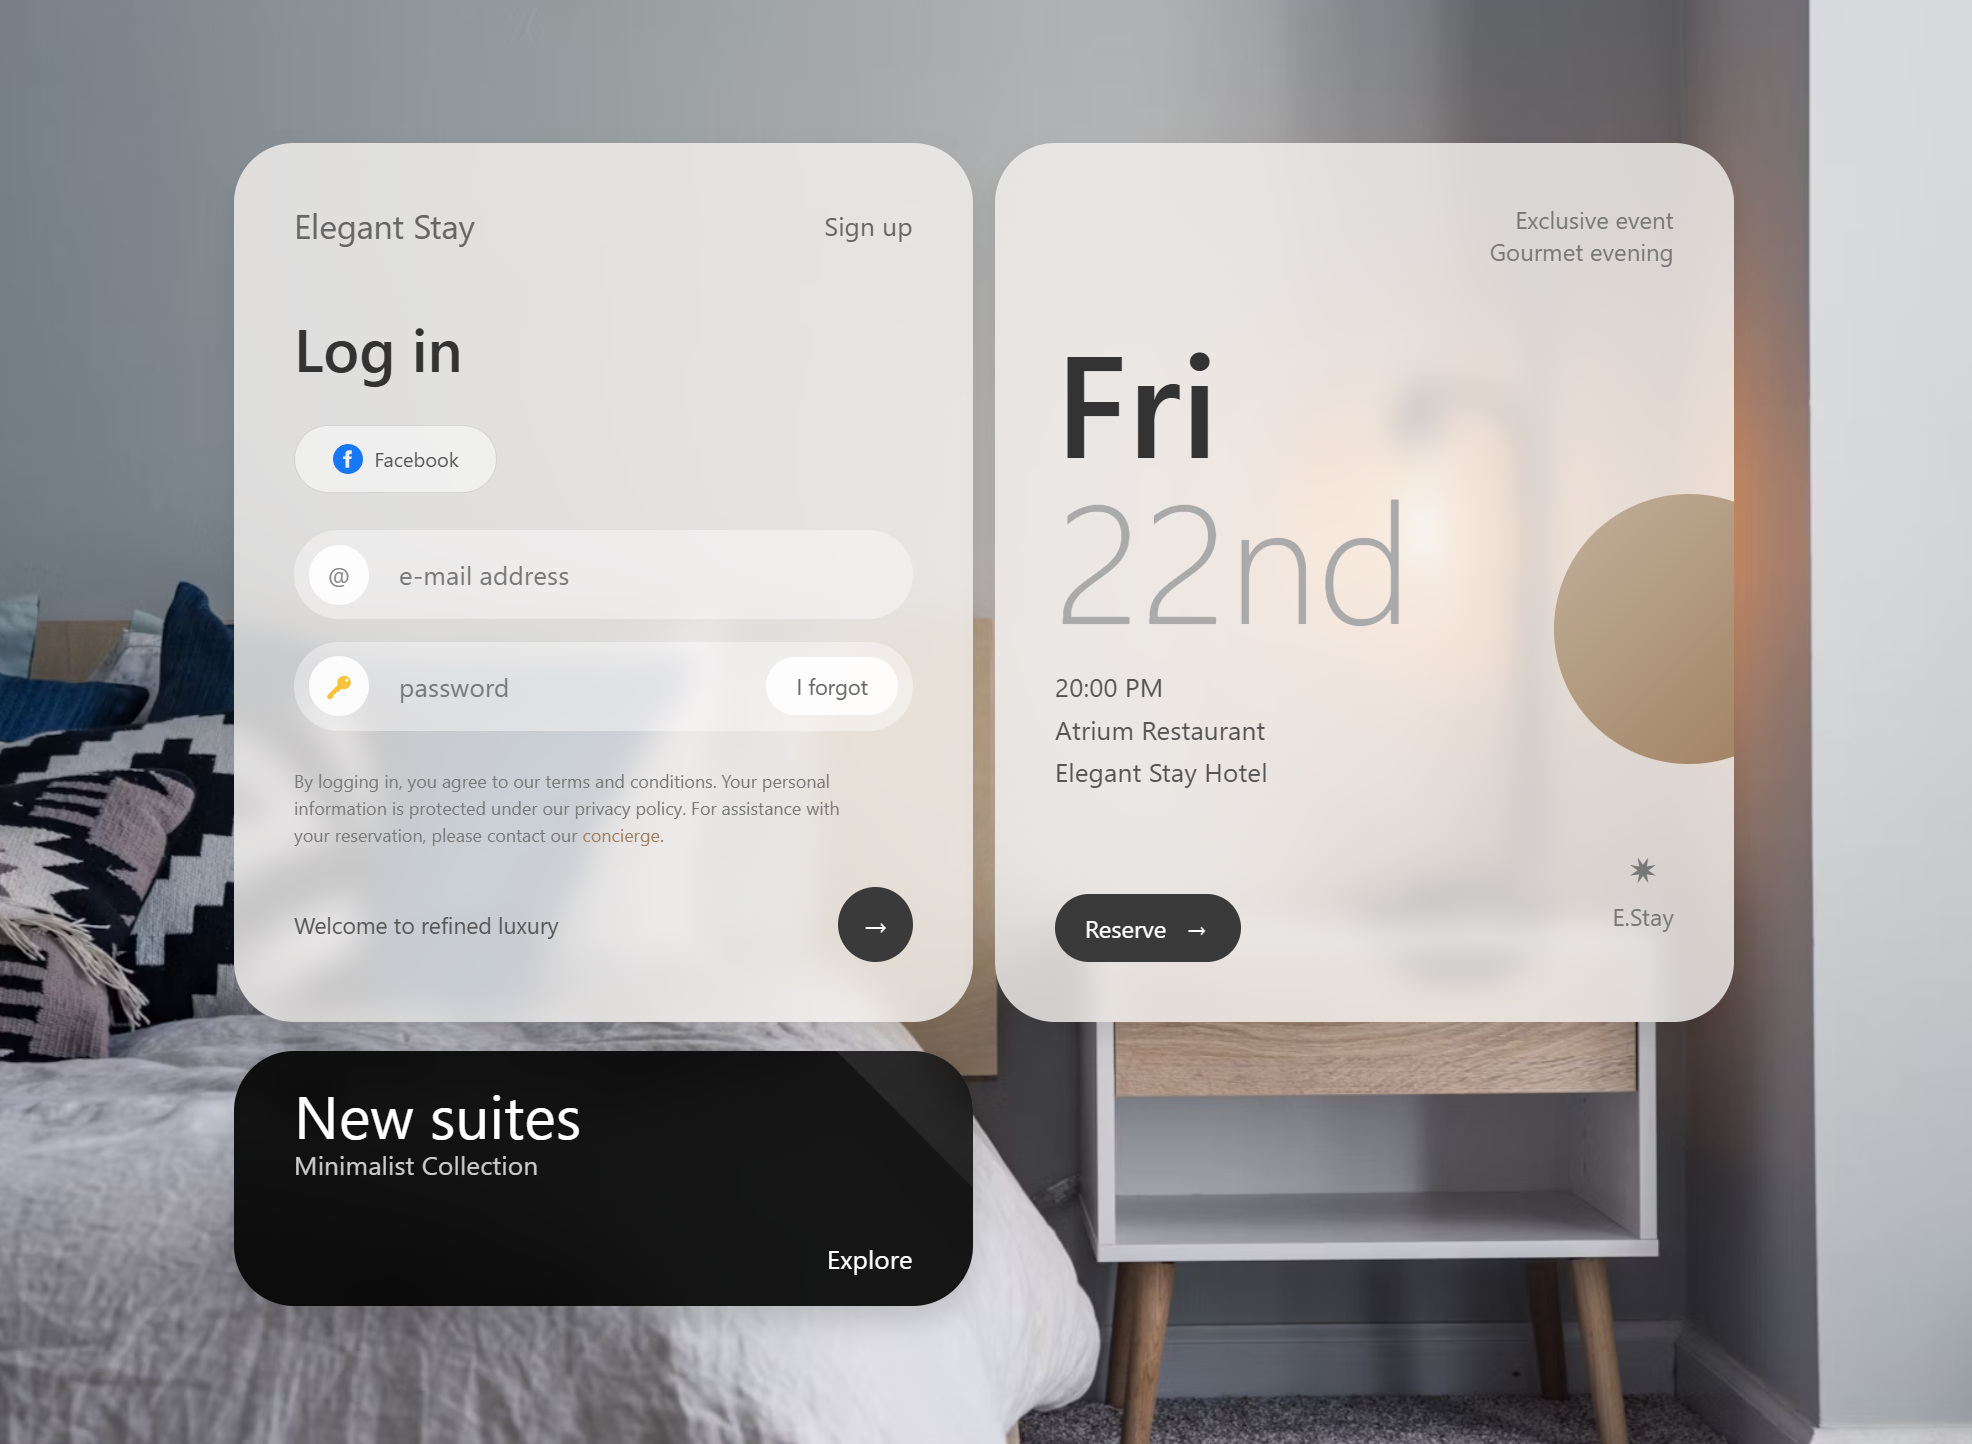 Elegant Stay
Sign up
Log in
Facebook
@ e-mail address
password
I forgot
By logging in, you agree to our terms and conditions. Your personal
information is protected under our privacy policy. For assistance with
your reservation, please contact our concierge.
Welcome to refined luxury
→
New suites
Minimalist Collection
Explore
Exclusive event
Gourmet evening
Fri
22nd
20:00 PM
Atrium Restaurant
Elegant Stay Hotel
Reserve →
E.Stay